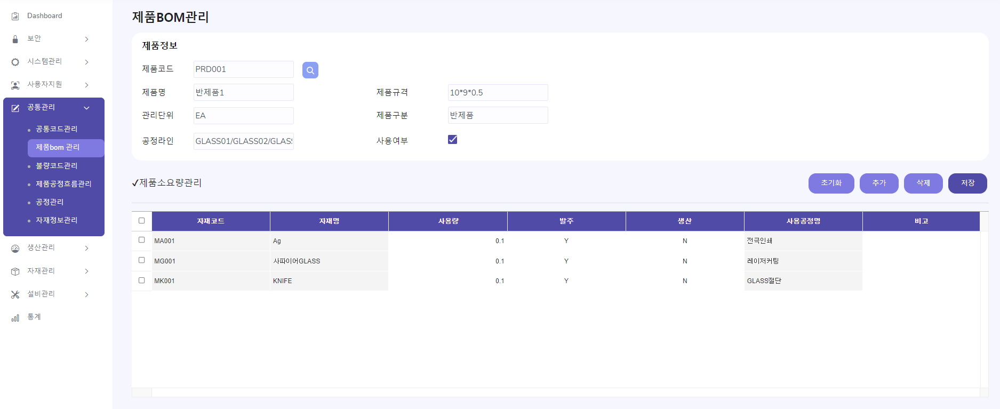 Dashboard
보안
시스템관리
사용자지원
공통관리
공통코드관리
제품bom 관리
불량코드관리
제품공정흐름관리
공정관리
자재정보관리
생산관리
자재관리
설비관리
통계
제품BOM관리
제품정보
제품코드 PRD001
제품명 반제품1 제품규격 10*9*0.5
관리단위 EA 제품구분 반제품
공정라인 GLASS01/GLASS02/GLAS 사용여부
✓제품소요량관리 초기화 추가 삭제 저장
자재코드 자재명 사용량 발주 생산 사용공정명 비고
MA001 Ag 0.1 Y N 전극인쇄
MG001 사파이어GLASS 0.1 Y N 레이저커팅
MK001 KNIFE 0.1 Y N GLASS절단